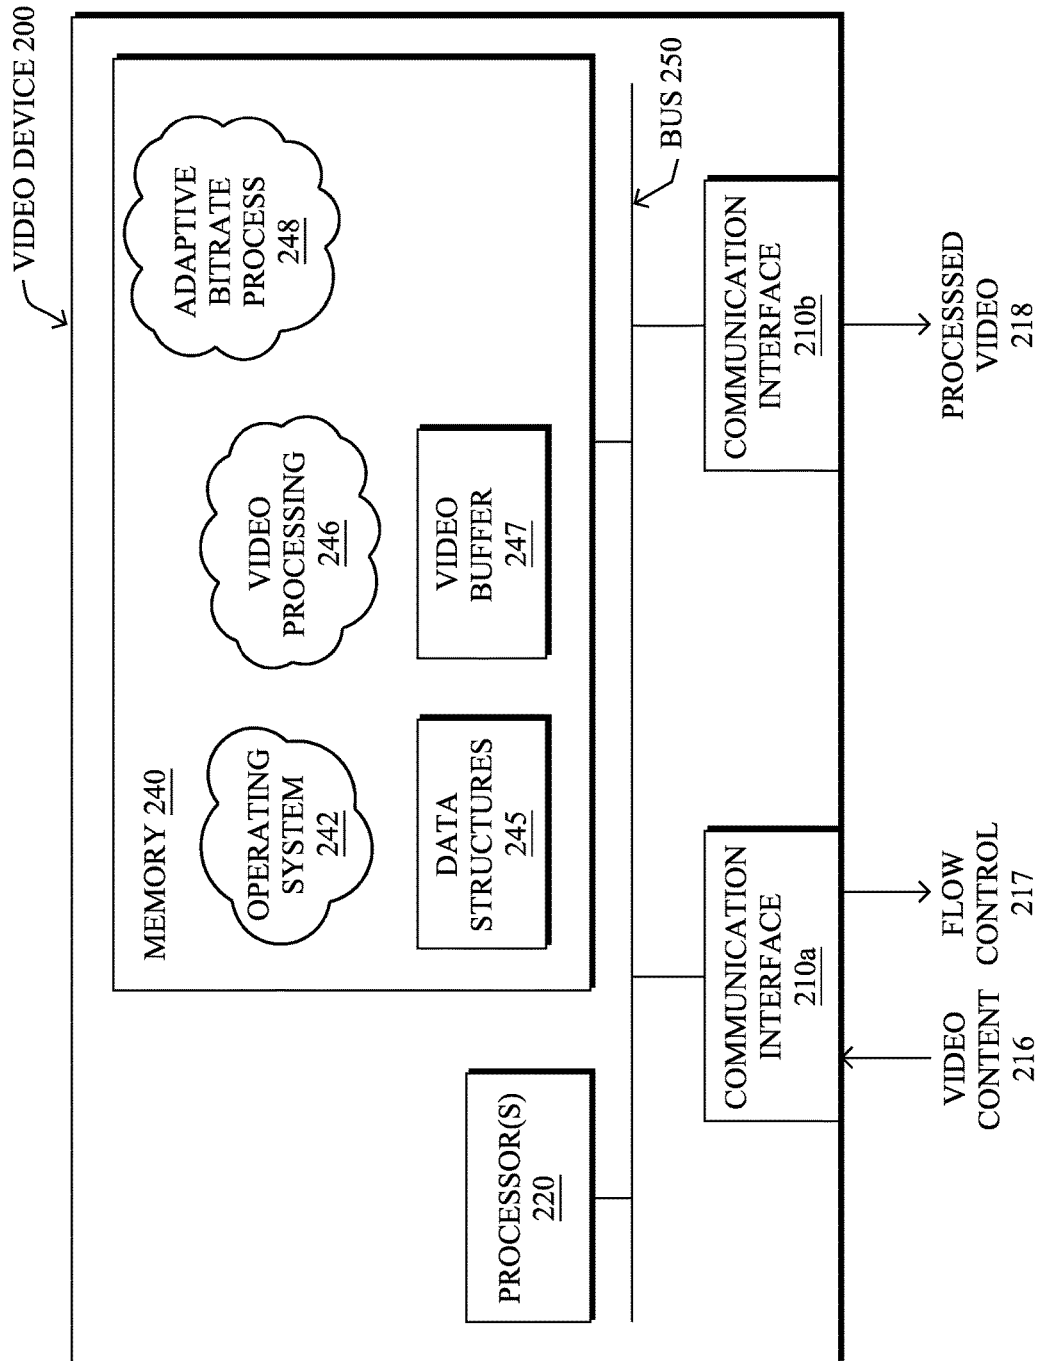 VIDEO DEVICE 200
MEMORY 240
OPERATING
SYSTEM
242
VIDEO
PROCESSING
246
ADAPTIVE
BITRATE
PROCESS
248
DATA
STRUCTURES
245
VIDEO
BUFFER
247
PROCESSOR(S)
220
BUS 250
COMMUNICATION
INTERFACE
210a
COMMUNICATION
INTERFACE
210b
VIDEO
CONTENT
216
FLOW
CONTROL
217
PROCESSSED
VIDEO
218